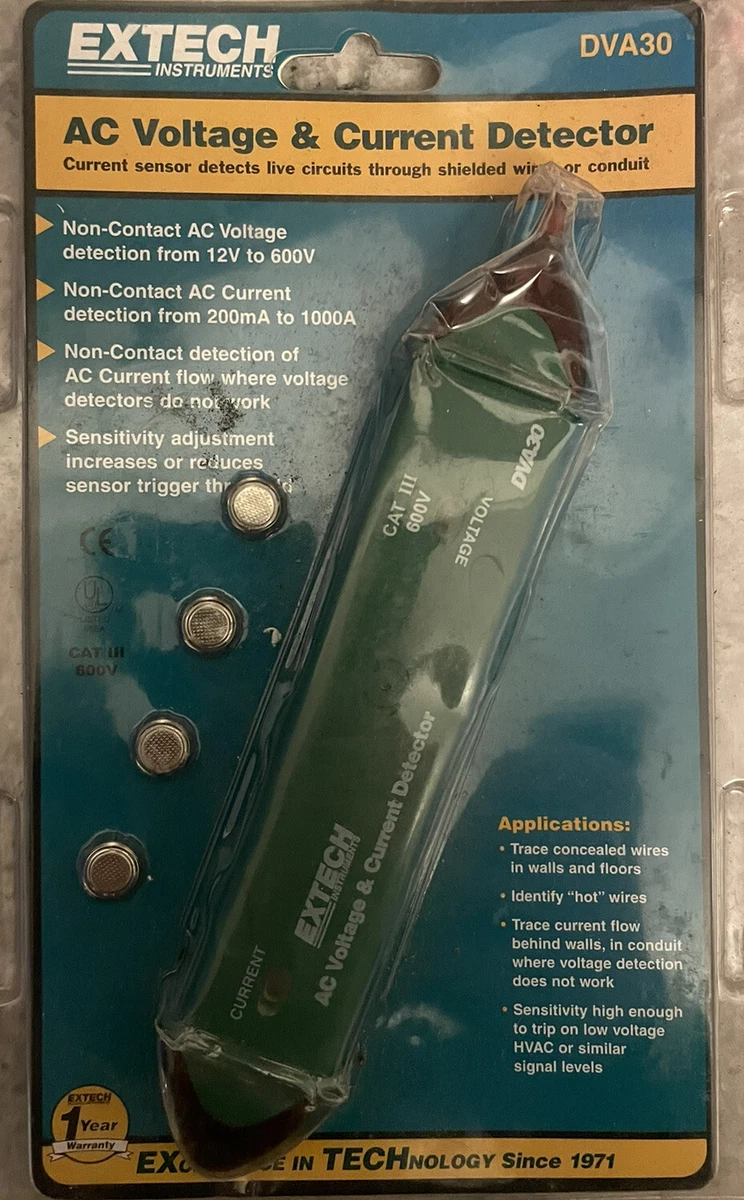 EXTECH
INSTRUMENTS
DVA30
AC Voltage & Current Detector
Current sensor detects live circuits through shielded or conduit
Non-Contact AC Voltage
detection from 12V to 600V
Non-Contact AC Current
detection from 200mA to 1000A
Non-Contact detection of
AC Current flow where voltage
detectors do not work
Sensitivity adjustment
increases or reduces
sensor trigger
CE
UL
LISTED
CAT III
600V
DVA30
VOLTAGE
CAT III
600V
EXTECH
INSTRUMENTS
AC Voltage & Current Detector
CURRENT
Applications:
• Trace concealed wires
in walls and floors
• Identify “hot” wires
• Trace current flow
behind walls, in conduit
where voltage detection
does not work
• Sensitivity high enough
to trip on low voltage
HVAC or similar
signal levels
EXTECH
1 Year
Warranty
IN TECHNOLOGY Since 1971